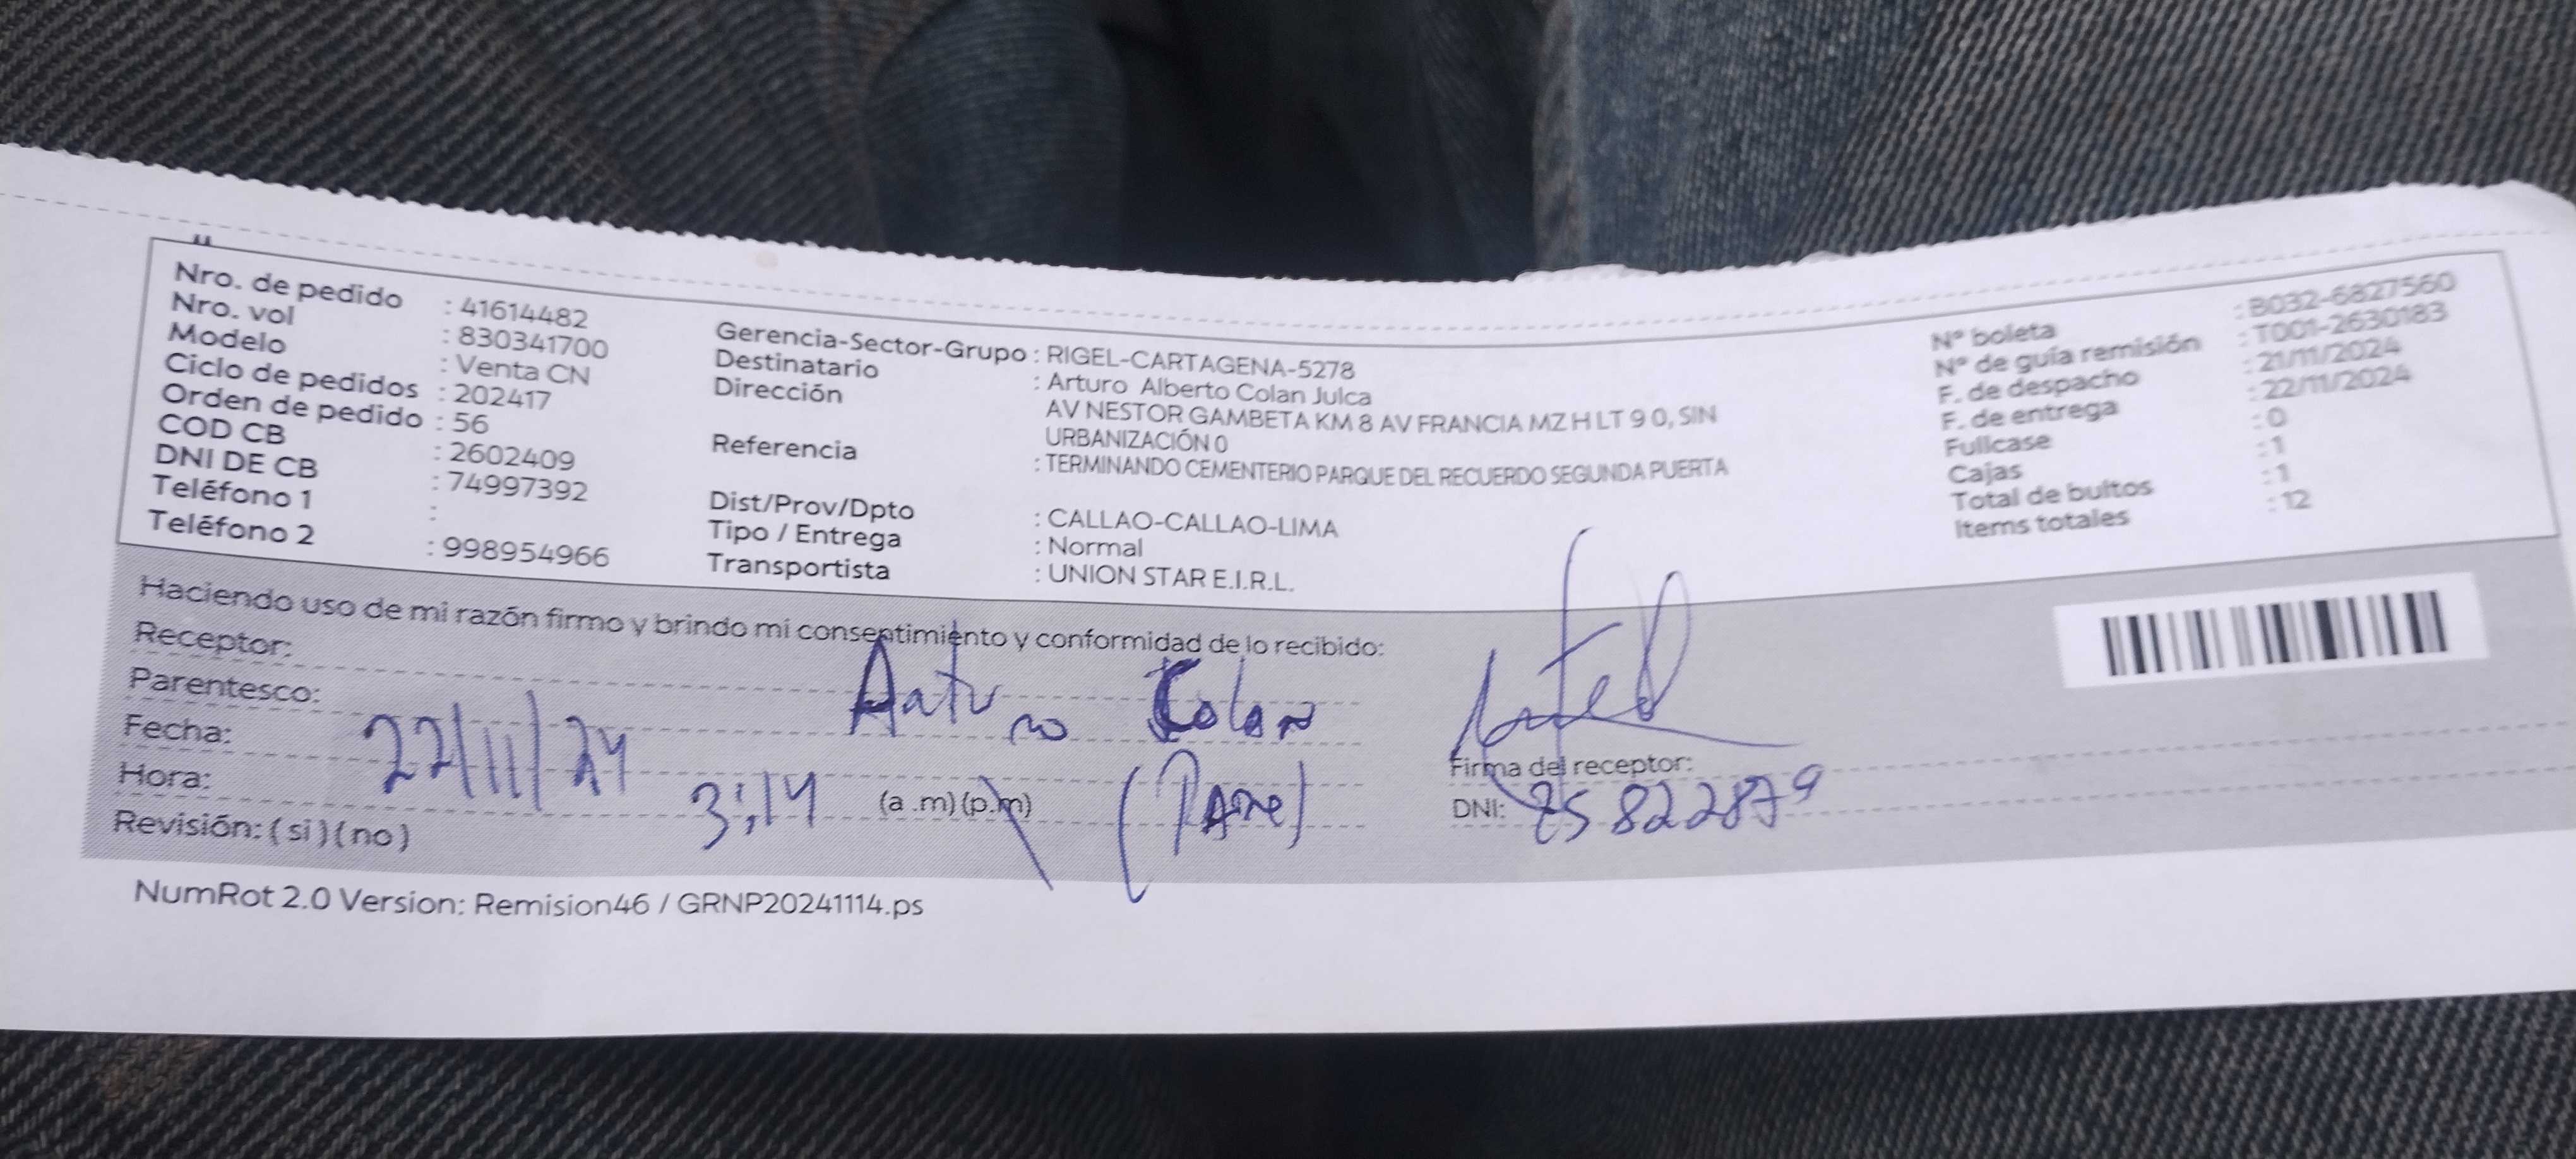 Nro. de pedido : 41614482
Nro. vol : 830341700
Modelo : Venta CN
Ciclo de pedidos : 202417
Orden de pedido : 56
COD CB : 2602409
DNI DE CB : 74997392
Teléfono 1 :
Teléfono 2 : 998954966
Gerencia-Sector-Grupo : RIGEL-CARTAGENA-5278
Destinatario : Arturo Alberto Colan Julca
Dirección AV NESTOR GAMBETA KM 8 AV FRANCIA MZ H LT 9 0, SIN
URBANIZACIÓN 0
Referencia : TERMINANDO CEMENTERIO PARQUE DEL RECUERDO SEGUNDA PUERTA
Dist/Prov/Dpto : CALLAO-CALLAO-LIMA
Tipo / Entrega : Normal
Transportista : UNION STAR E.I.R.L.
N° boleta : B032-6827560
N° de guía remisión : T001-2630183
F. de despacho : 21/11/2024
F. de entrega : 22/11/2024
Fullcase : 0
Cajas : 1
Total de bultos : 1
Items totales : 12
Haciendo uso de mi razón firmo y brindo mi consentimiento y conformidad de lo recibido:
Receptor: Arturo Colan
Parentesco:
Fecha: 22/11/24
Hora: 3:14 (a .m) (p.m)
Revisión: ( si ) ( no )
Firma del receptor:
DNI: 25822879
NumRot 2.0 Version: Remision46 / GRNP20241114.ps